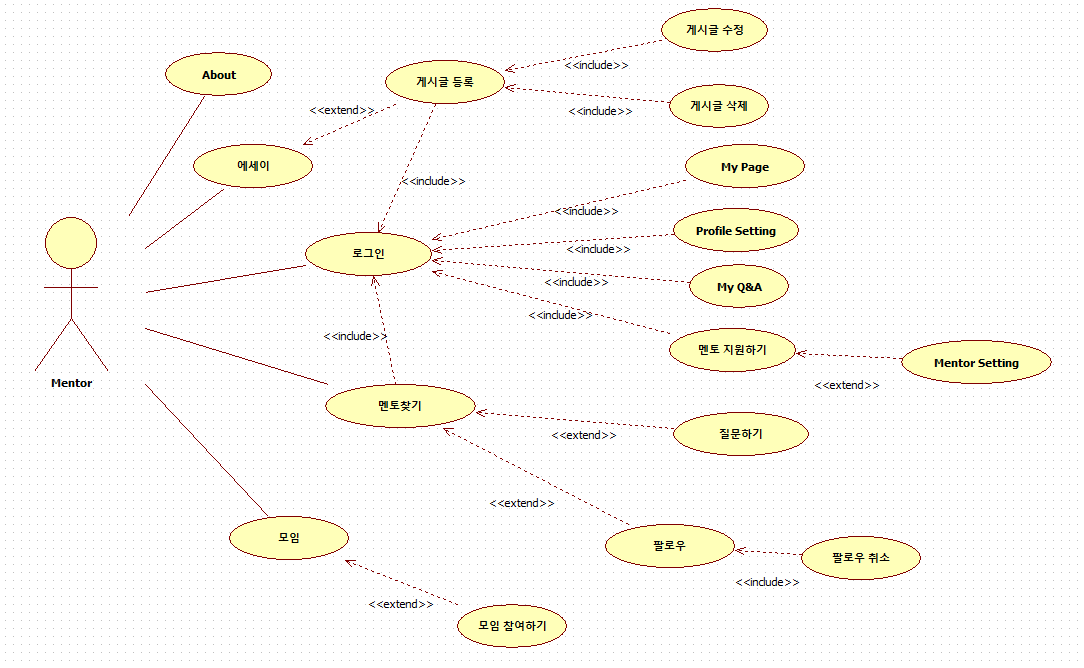 게시글 수정
<<include>>
About
게시글 등록
게시글 삭제
<<extend>>
<<include>>
에세이
<<include>>
My Page
<<include>>
Profile Setting
로그인
<<include>>
<<include>>
My Q&A
<<include>>
<<include>>
멘토 지원하기
Mentor Setting
<<extend>>
Mentor
멘토찾기
<<extend>>
질문하기
<<extend>>
모임
팔로우
팔로우 취소
<<include>>
<<extend>>
모임 참여하기